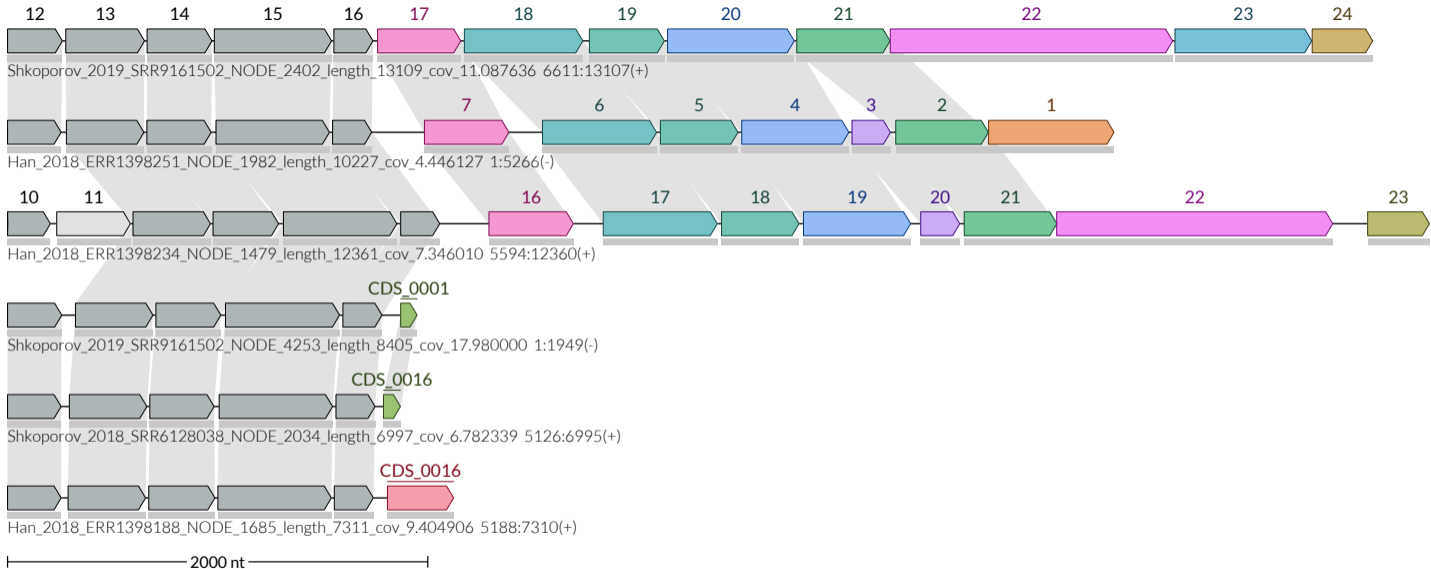 12 13 14 15 16 17 18 19 20 21 22 23 24
Shkoporov_2019_SRR9161502_NODE_2402_length_13109_cov_11.087636 6611:13107(+)
7 6 5 4 3 2 1
Han_2018_ERR1398251_NODE_1982_length_10227_cov_4.446127 1:5266(-)
10 11 16 17 18 19 20 21 22 23
Han_2018_ERR1398234_NODE_1479_length_12361_cov_7.346010 5594:12360(+)
CDS_0001
Shkoporov_2019_SRR9161502_NODE_4253_length_8405_cov_17.980000 1:1949(-)
CDS_0016
Shkoporov_2018_SRR6128038_NODE_2034_length_6997_cov_6.782339 5126:6995(+)
CDS_0016
Han_2018_ERR1398188_NODE_1685_length_7311_cov_9.404906 5188:7310(+)
2000 nt